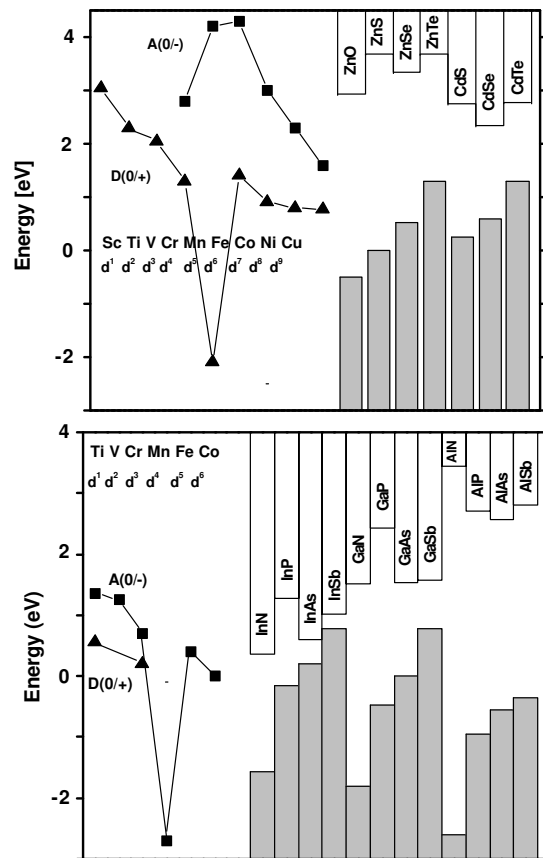 4
2
0
-2
Energy [eV]
A(0/-)
D(0/+)
Sc Ti V Cr Mn Fe Co Ni Cu
d¹ d² d³ d⁴ d⁵ d⁶ d⁷ d⁸ d⁹
ZnO
ZnS
ZnSe
ZnTe
CdS
CdSe
CdTe
4
2
0
-2
Energy (eV)
Ti V Cr Mn Fe Co
d¹ d² d³ d⁴ d⁵ d⁶
A(0/-)
D(0/+)
InN
InP
InAs
InSb
GaN
GaP
GaAs
GaSb
AlN
AlP
AlAs
AlSb